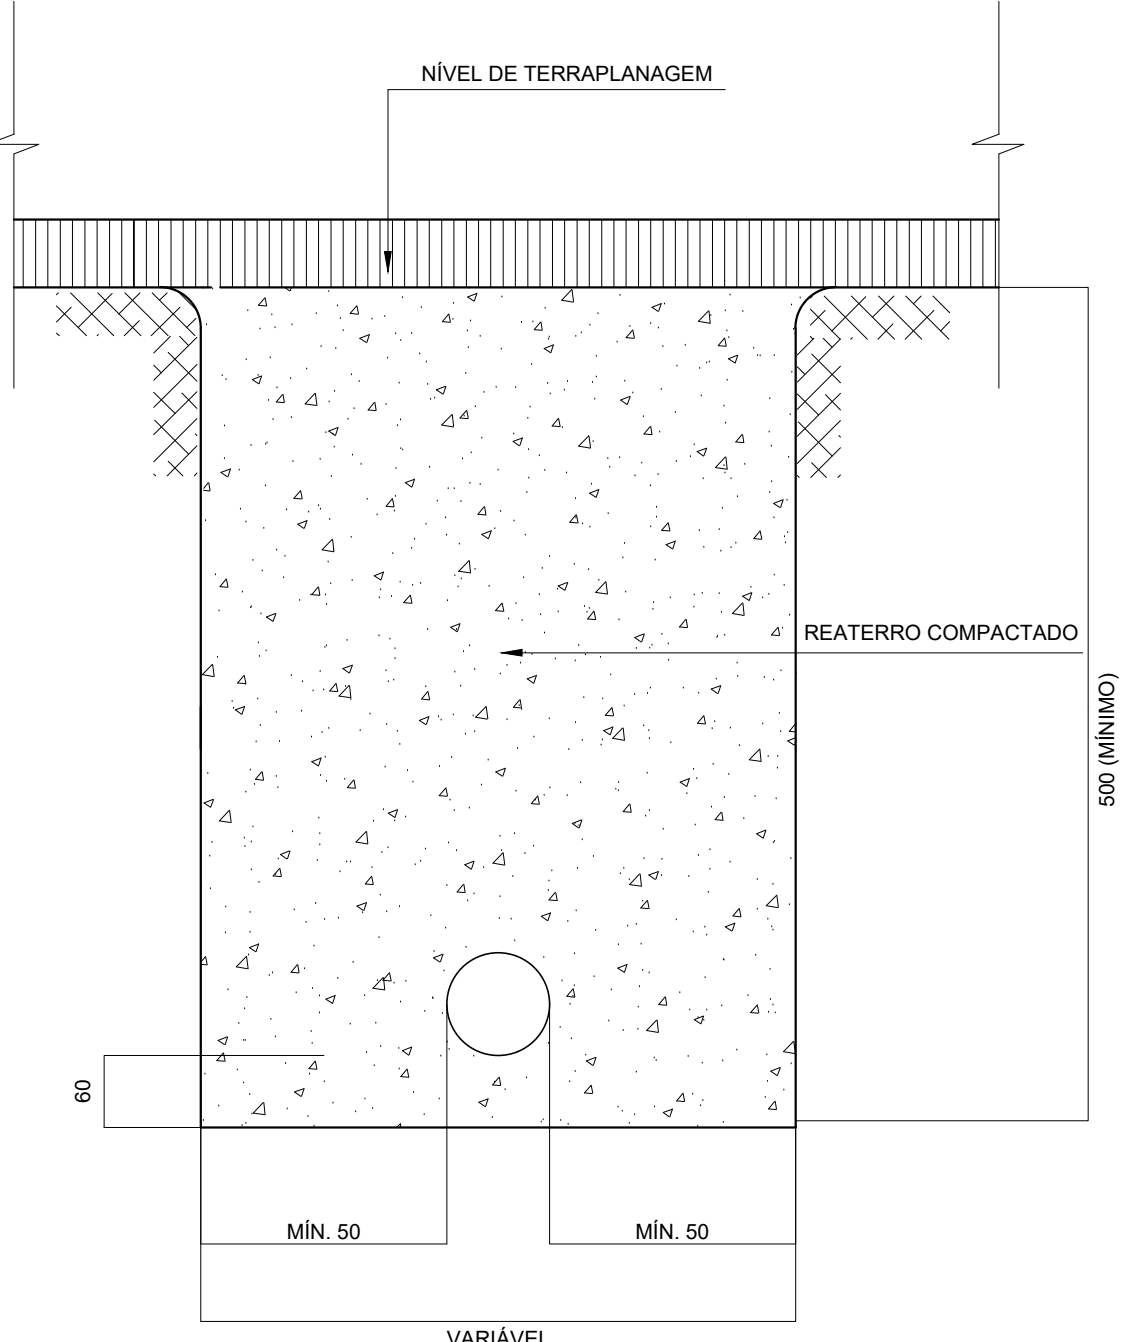 NÍVEL DE TERRAPLANAGEM
REATERRO COMPACTADO
500 (MÍNIMO)
60
MÍN. 50
MÍN. 50
VARIÁVEL